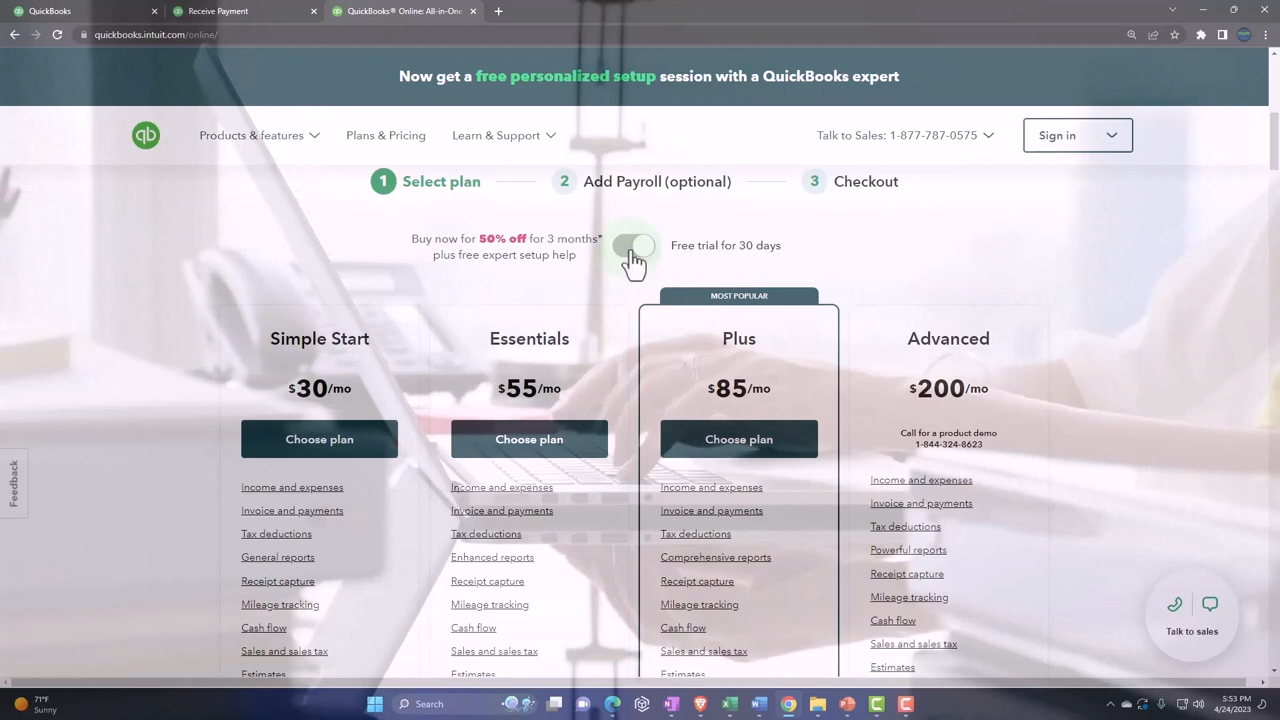 QuickBooks
Receive Payment
QuickBooks® Online: All-in-One
quickbooks.intuit.com/online/
Now get a free personalized setup session with a QuickBooks expert
qb
Products & features
Plans & Pricing
Learn & Support
Talk to Sales: 1-877-787-0575
Sign in
1 Select plan
2 Add Payroll (optional)
3 Checkout
Buy now for 50% off for 3 months*
plus free expert setup help
Free trial for 30 days
Simple Start
$30/mo
Choose plan
Income and expenses
Invoice and payments
Tax deductions
General reports
Receipt capture
Mileage tracking
Cash flow
Sales and sales tax
Estimates
Essentials
$55/mo
Choose plan
Income and expenses
Invoice and payments
Tax deductions
Enhanced reports
Receipt capture
Mileage tracking
Cash flow
Sales and sales tax
Estimates
MOST POPULAR
Plus
$85/mo
Choose plan
Income and expenses
Invoice and payments
Tax deductions
Comprehensive reports
Receipt capture
Mileage tracking
Cash flow
Sales and sales tax
Estimates
Advanced
$200/mo
Call for a product demo
1-844-324-8623
Income and expenses
Invoice and payments
Tax deductions
Powerful reports
Receipt capture
Mileage tracking
Cash flow
Sales and sales tax
Estimates
Feedback
Talk to sales
71°F
Sunny
Search
5:53 PM
4/24/2023